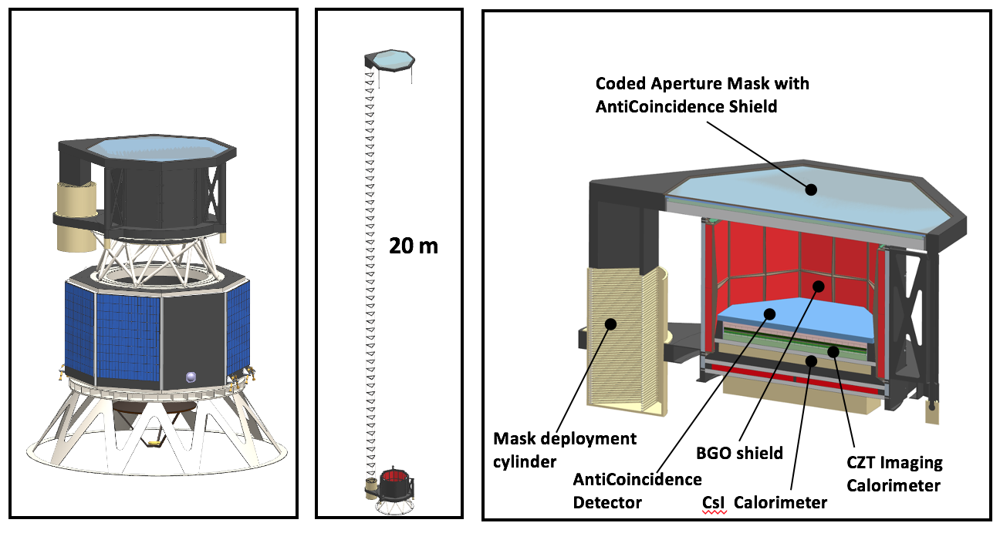 20 m
Coded Aperture Mask with
AntiCoincidence Shield
Mask deployment
cylinder
AntiCoincidence
Detector
BGO shield
CsI Calorimeter
CZT Imaging
Calorimeter